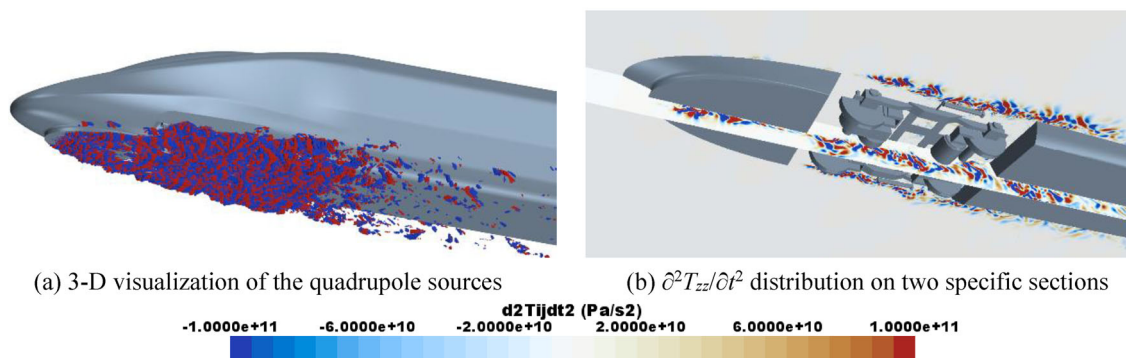 (a) 3-D visualization of the quadrupole sources
(b) ∂²Tzz/∂t² distribution on two specific sections
d2Tijdt2 (Pa/s2)
-1.0000e+11 -6.0000e+10 -2.0000e+10 2.0000e+10 6.0000e+10 1.0000e+11